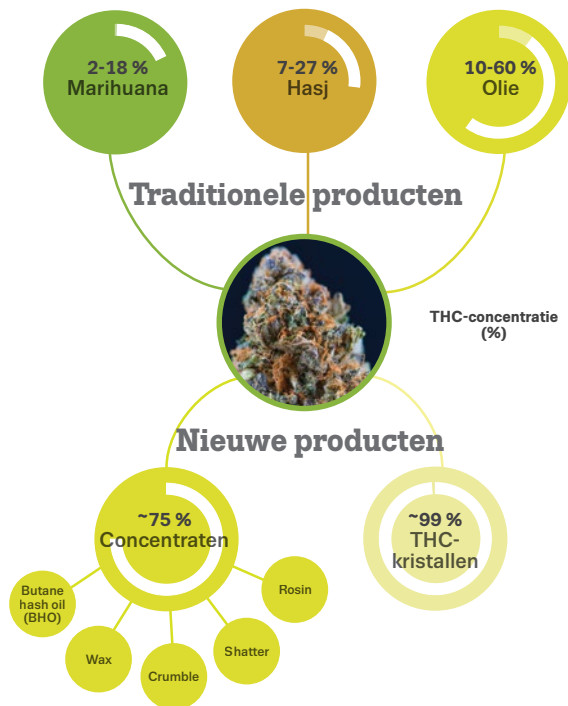 2-18 %
Marihuana
7-27 %
Hasj
10-60 %
Olie
Traditionele producten
THC-concentratie
(%)
Nieuwe producten
~75 %
Concentraten
~99 %
THC-
kristallen
Butane
hash oil
(BHO)
Wax
Crumble
Shatter
Rosin